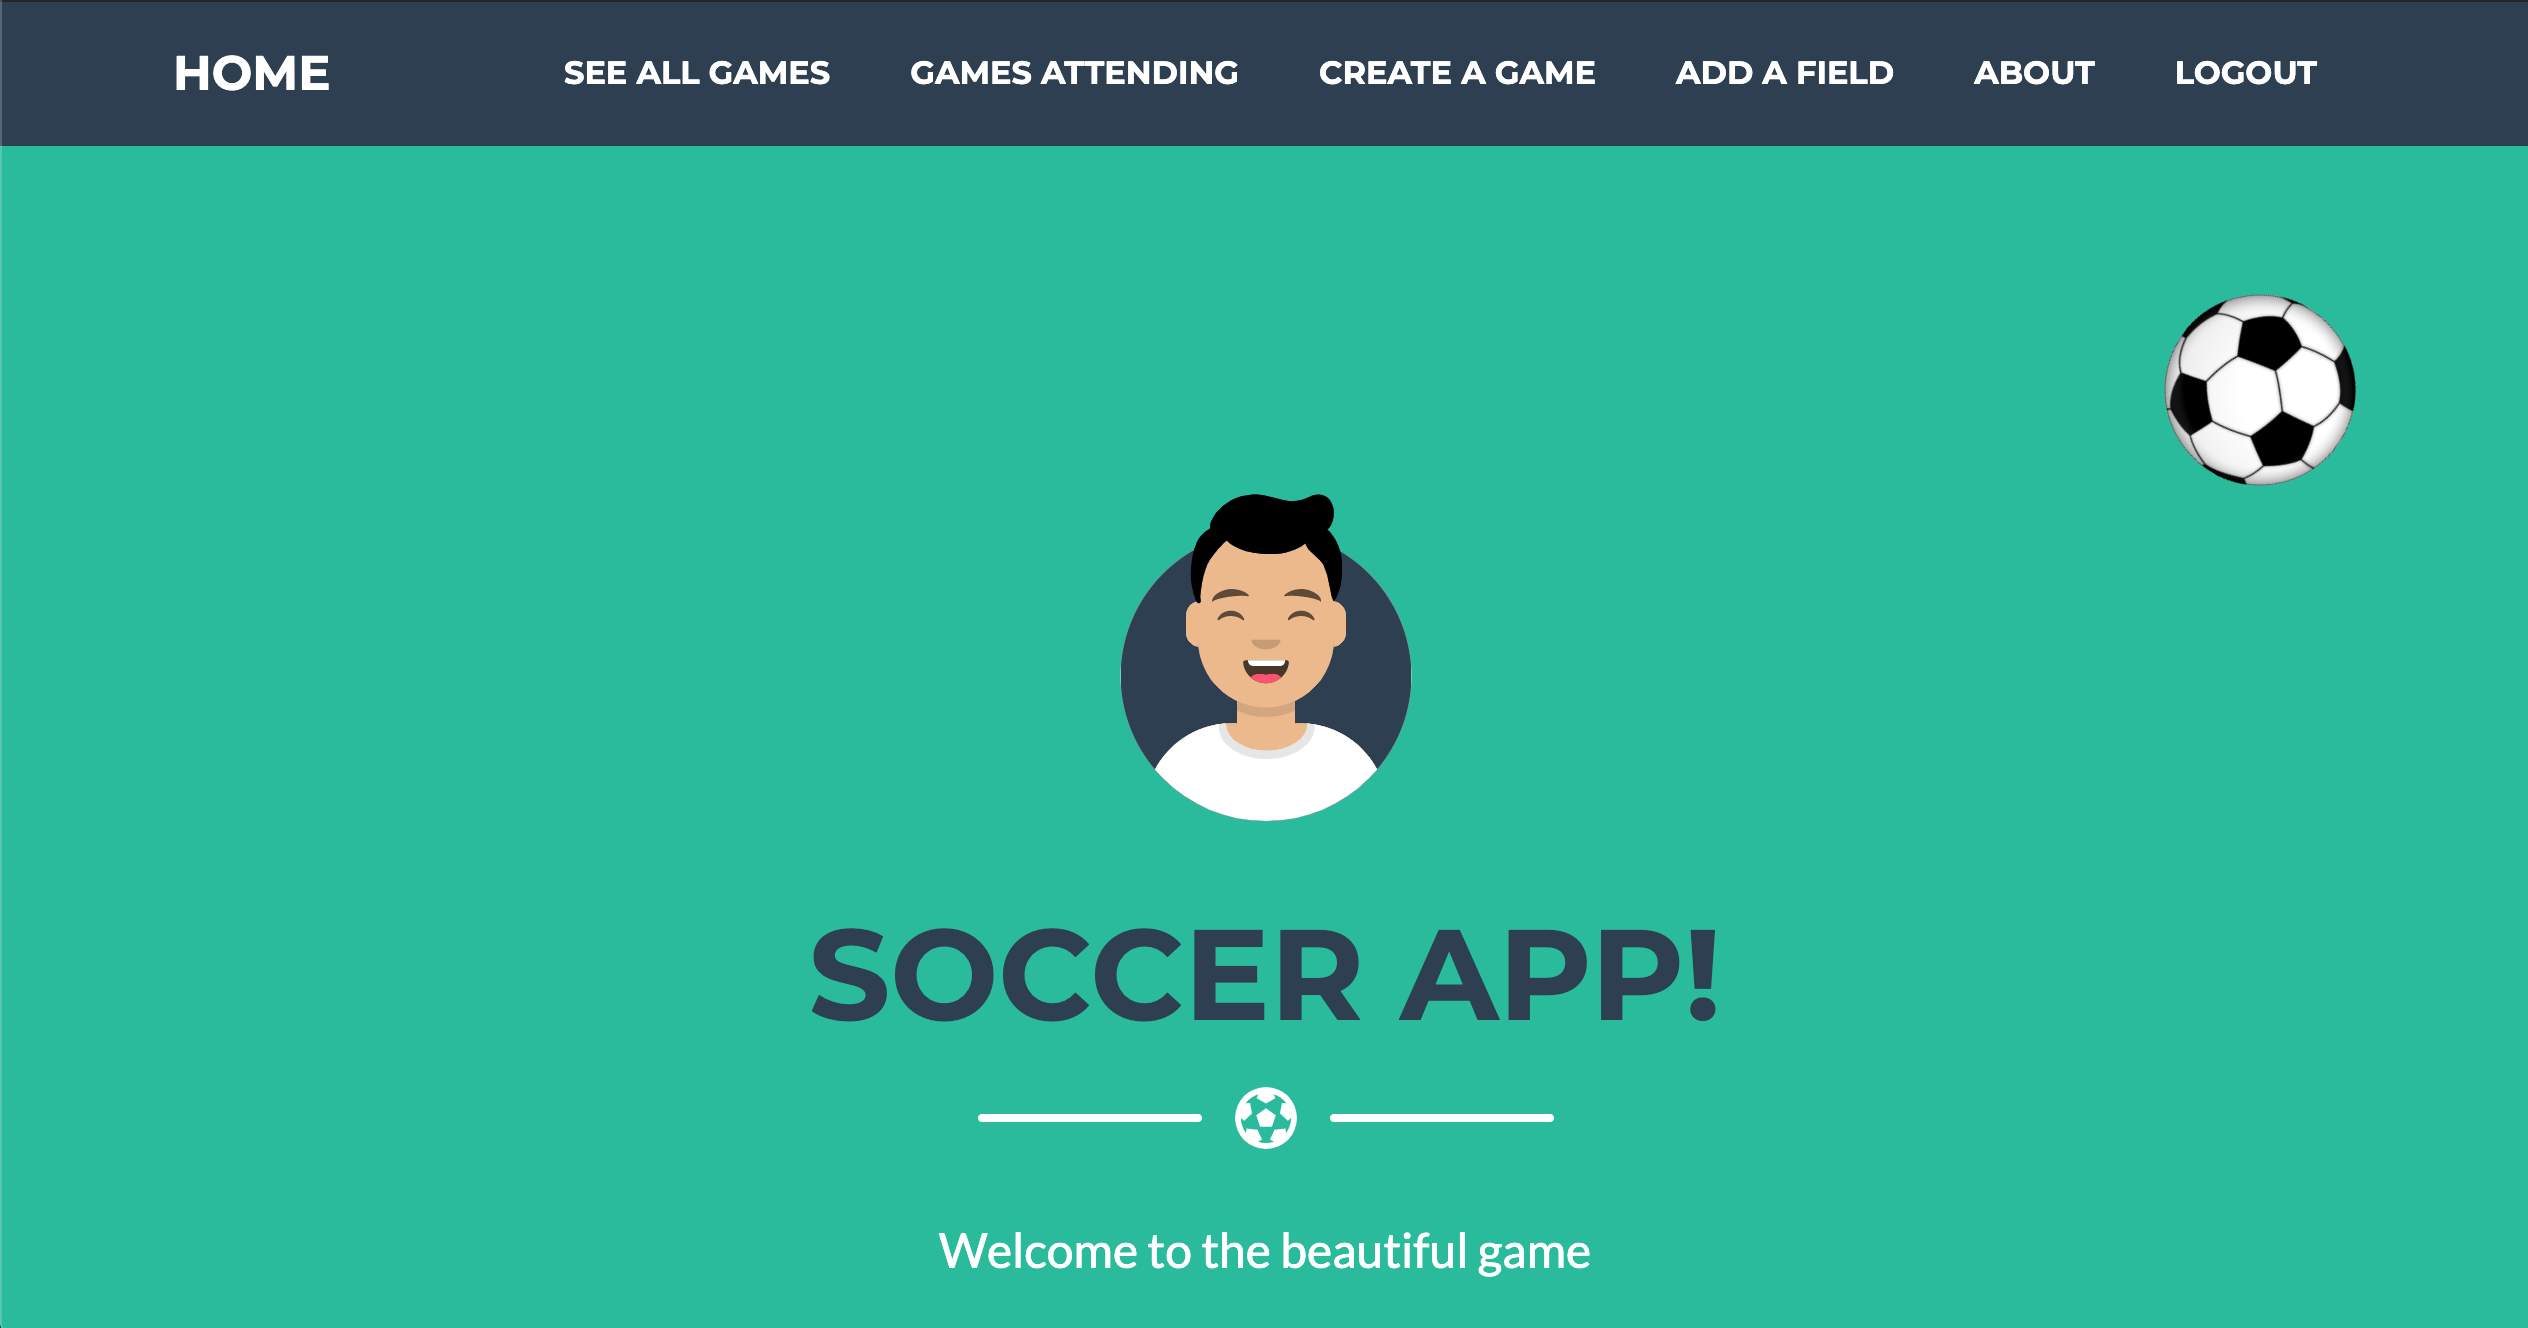 HOME SEE ALL GAMES GAMES ATTENDING CREATE A GAME ADD A FIELD ABOUT LOGOUT
SOCCER APP!
Welcome to the beautiful game